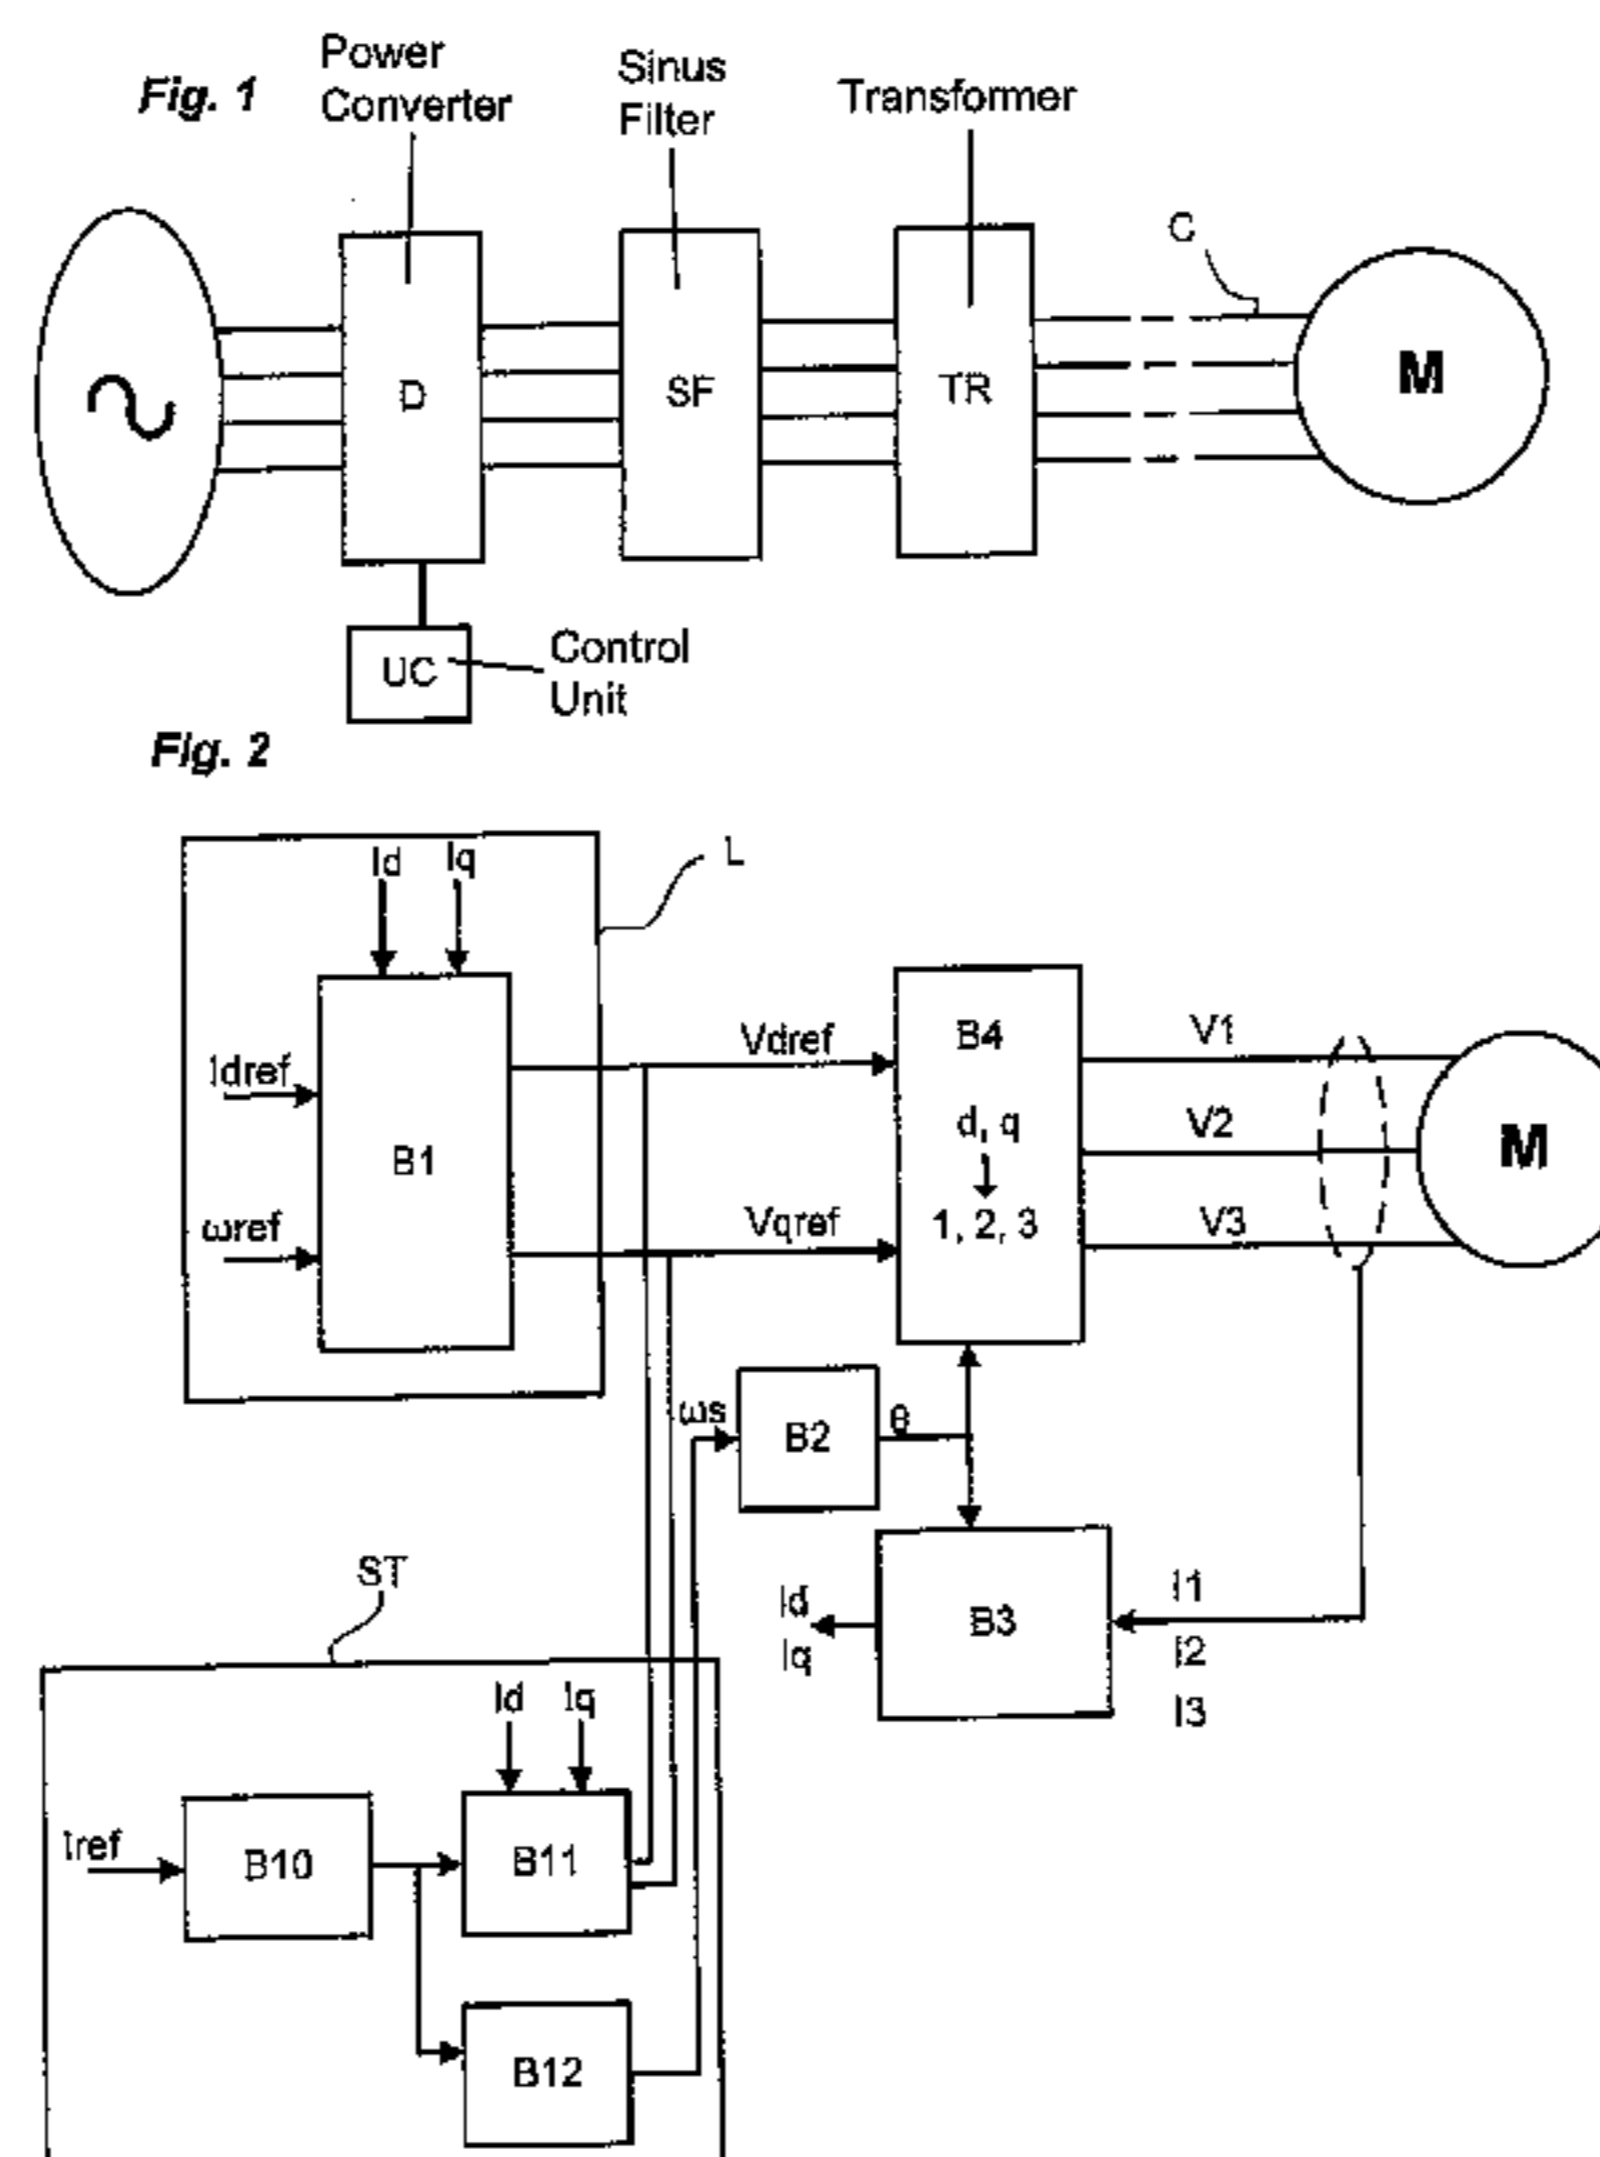 Fig. 1
Power
Converter
Sinus
Filter
Transformer
C
D
SF
TR
M
UC
Control
Unit
Fig. 2
Id
Iq
L
Idref
ωref
B1
Vdref
Vqref
B4
d, q
1, 2, 3
V1
V2
V3
M
ωs
B2
θ
B3
Id
Iq
I1
I2
I3
ST
Id
Iq
Iref
B10
B11
B12